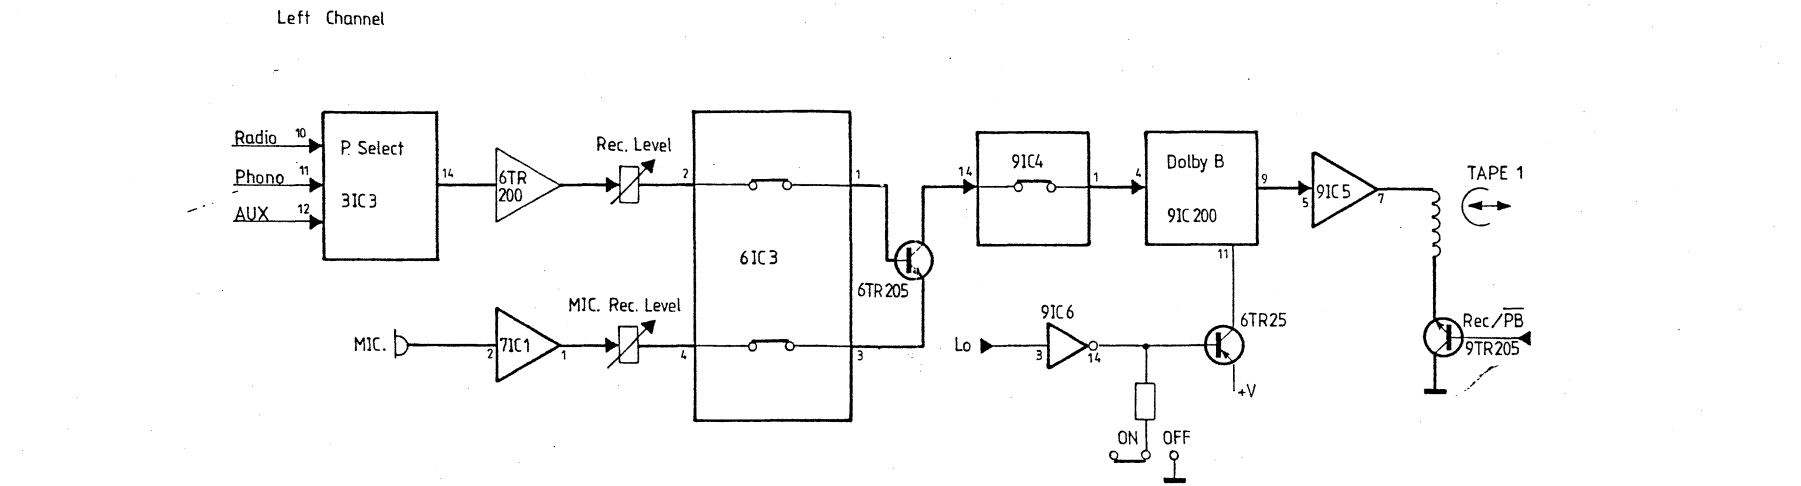 Left Channel
Radio 10
Phono 11
AUX 12
P. Select
3IC3
14
6TR
200
Rec. Level
2
1
6IC3
6TR205
MIC.
2
7IC1
1
MIC. Rec. Level
4
3
14
9IC4
1
4
Dolby B
9IC200
9
11
5
9IC5
7
TAPE 1
Lo
3
9IC6
14
6TR25
+V
ON OFF
Rec/PB
9TR205